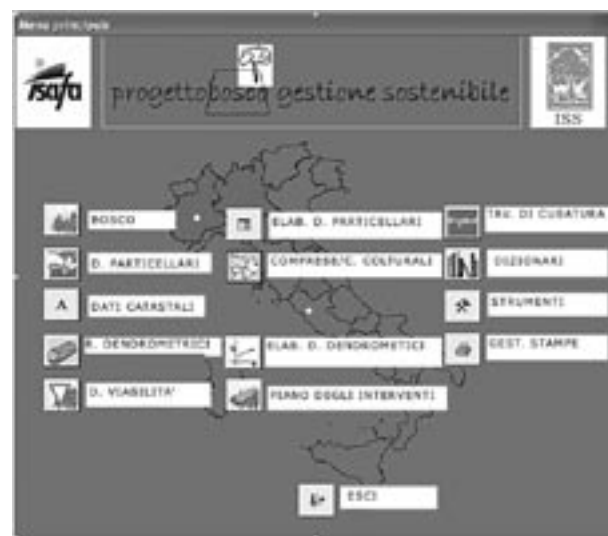 Menu principale
isafa
progettobosco gestione sostenibile
ISS
BOSCO
D. PARTICELLARI
A DATI CATASTALI
R. DENDROMETRICI
D. VIABILITA'
ELAB. D. PARTICELLARI
COMPRESE/C. COLTURALI
ELAB. D. DENDROMETICI
PIANO DEGLI INTERVENTI
TAV. DI CUBATURA
DIZIONARI
STRUMENTI
GEST. STAMPE
ESCI